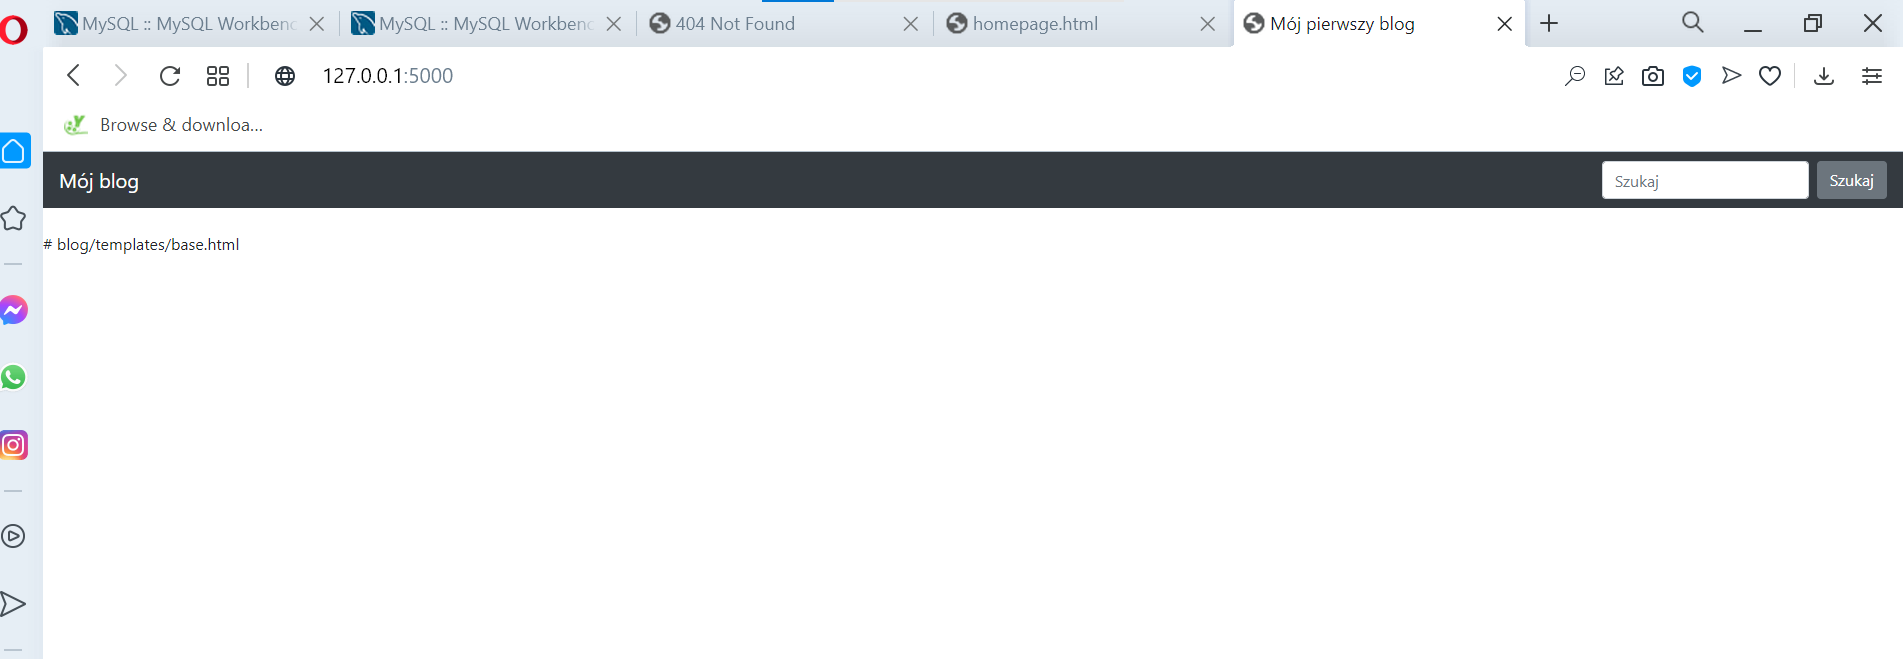 MySQL :: MySQL Workbenc
MySQL :: MySQL Workbenc
404 Not Found
homepage.html
Mój pierwszy blog
127.0.0.1:5000
Browse & downloa...
Mój blog
Szukaj
Szukaj
# blog/templates/base.html